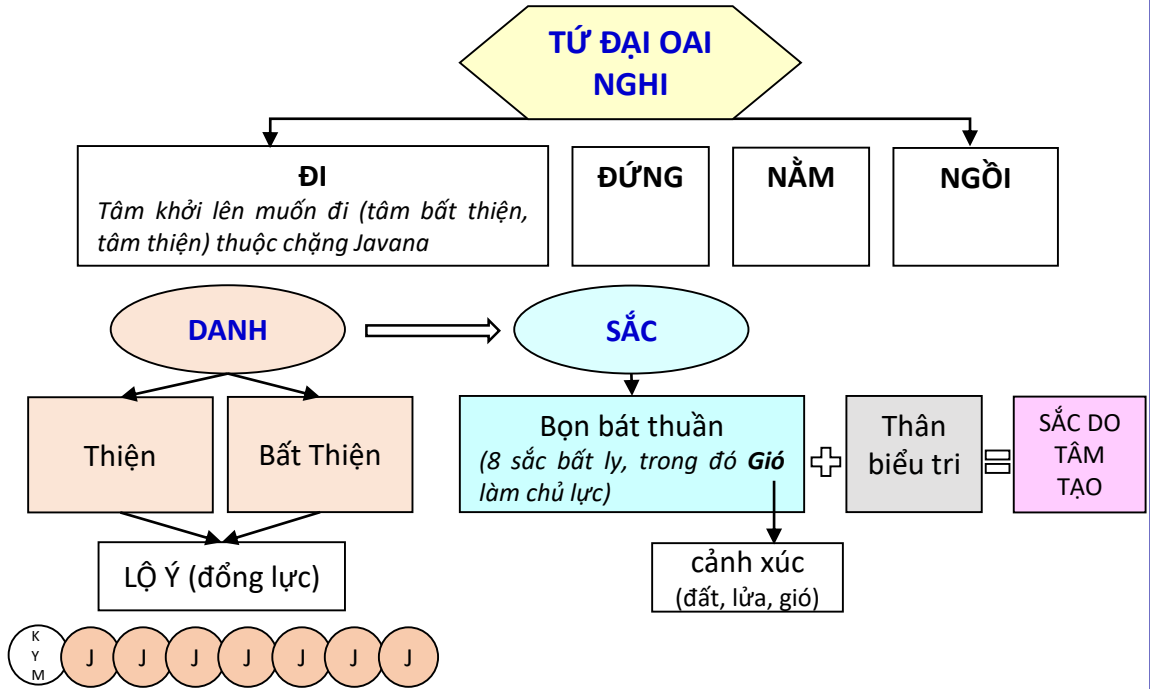 TỨ ĐẠI OAI
NGHI
ĐI
Tâm khởi lên muốn đi (tâm bất thiện,
tâm thiện) thuộc chặng Javana
ĐỨNG
NẰM
NGỒI
DANH
SẮC
Thiện
Bất Thiện
Bọn bát thuần
(8 sắc bất ly, trong đó Gió
làm chủ lực)
Thân
biểu tri
SẮC DO
TÂM
TẠO
LỘ Ý (đổng lực)
cảnh xúc
(đất, lửa, gió)
K
Y
M
J J J J J J J